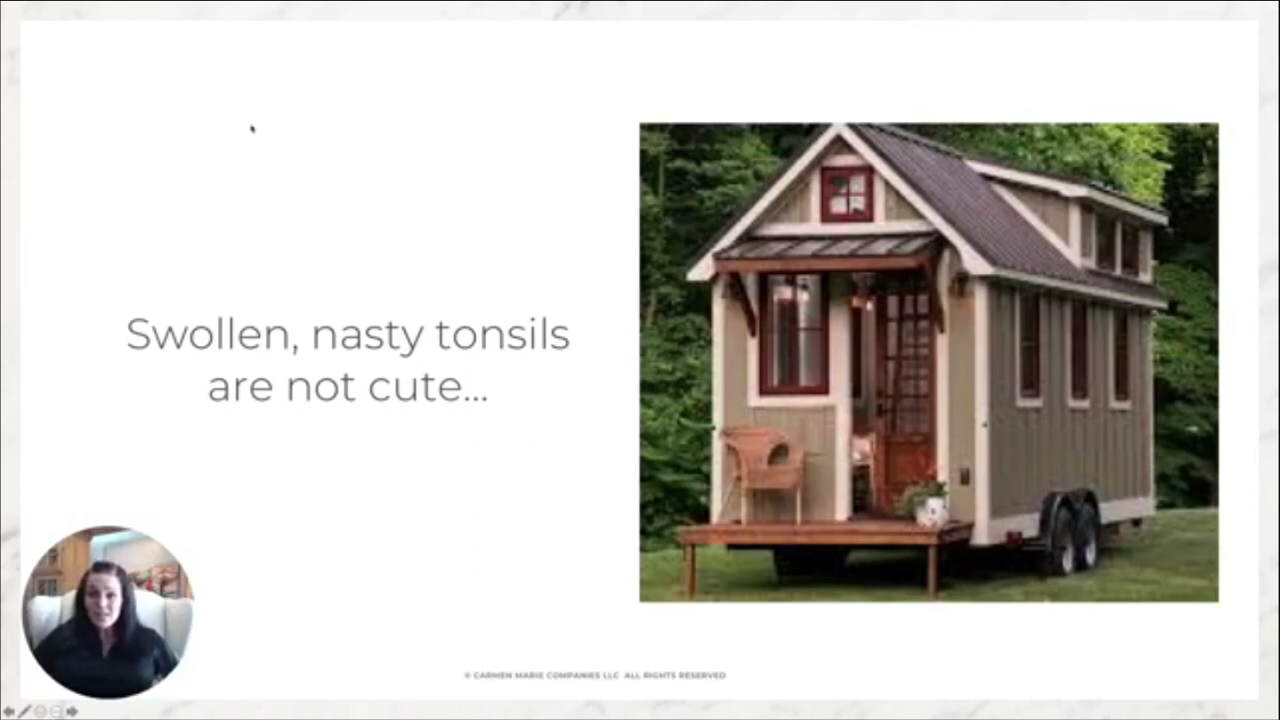 Swollen, nasty tonsils
are not cute...
© CARMEN MARIE COMPANIES LLC ALL RIGHTS RESERVED